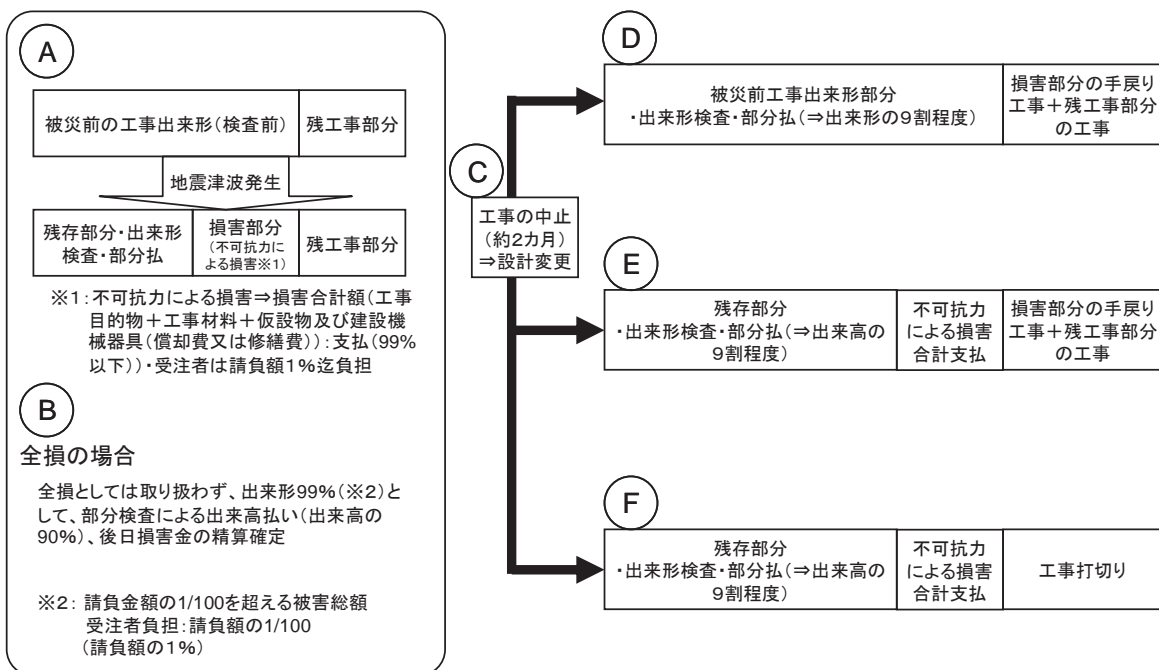 A
被災前の工事出来形(検査前)
残工事部分
地震津波発生
残存部分・出来形
検査・部分払
損害部分
(不可抗力に
よる損害※1)
残工事部分
※1:不可抗力による損害⇒損害合計額(工事
目的物+工事材料+仮設物及び建設機
械器具(償却費又は修繕費)):支払(99%
以下))・受注者は請負額1%迄負担
B
全損の場合
全損としては取り扱わず、出来形99%(※2)と
して、部分検査による出来高払い(出来高の
90%)、後日損害金の精算確定
※2: 請負金額の1/100を超える被害総額
受注者負担:請負額の1/100
(請負額の1%)
C
工事の中止
(約2カ月)
⇒設計変更
D
被災前工事出来形部分
・出来形検査・部分払(⇒出来形の9割程度)
損害部分の手戻り
工事+残工事部分
の工事
E
残存部分
・出来形検査・部分払(⇒出来高の
9割程度)
不可抗力
による損害
合計支払
損害部分の手戻り
工事+残工事部分
の工事
F
残存部分
・出来形検査・部分払(⇒出来高の
9割程度)
不可抗力
による損害
合計支払
工事打切り